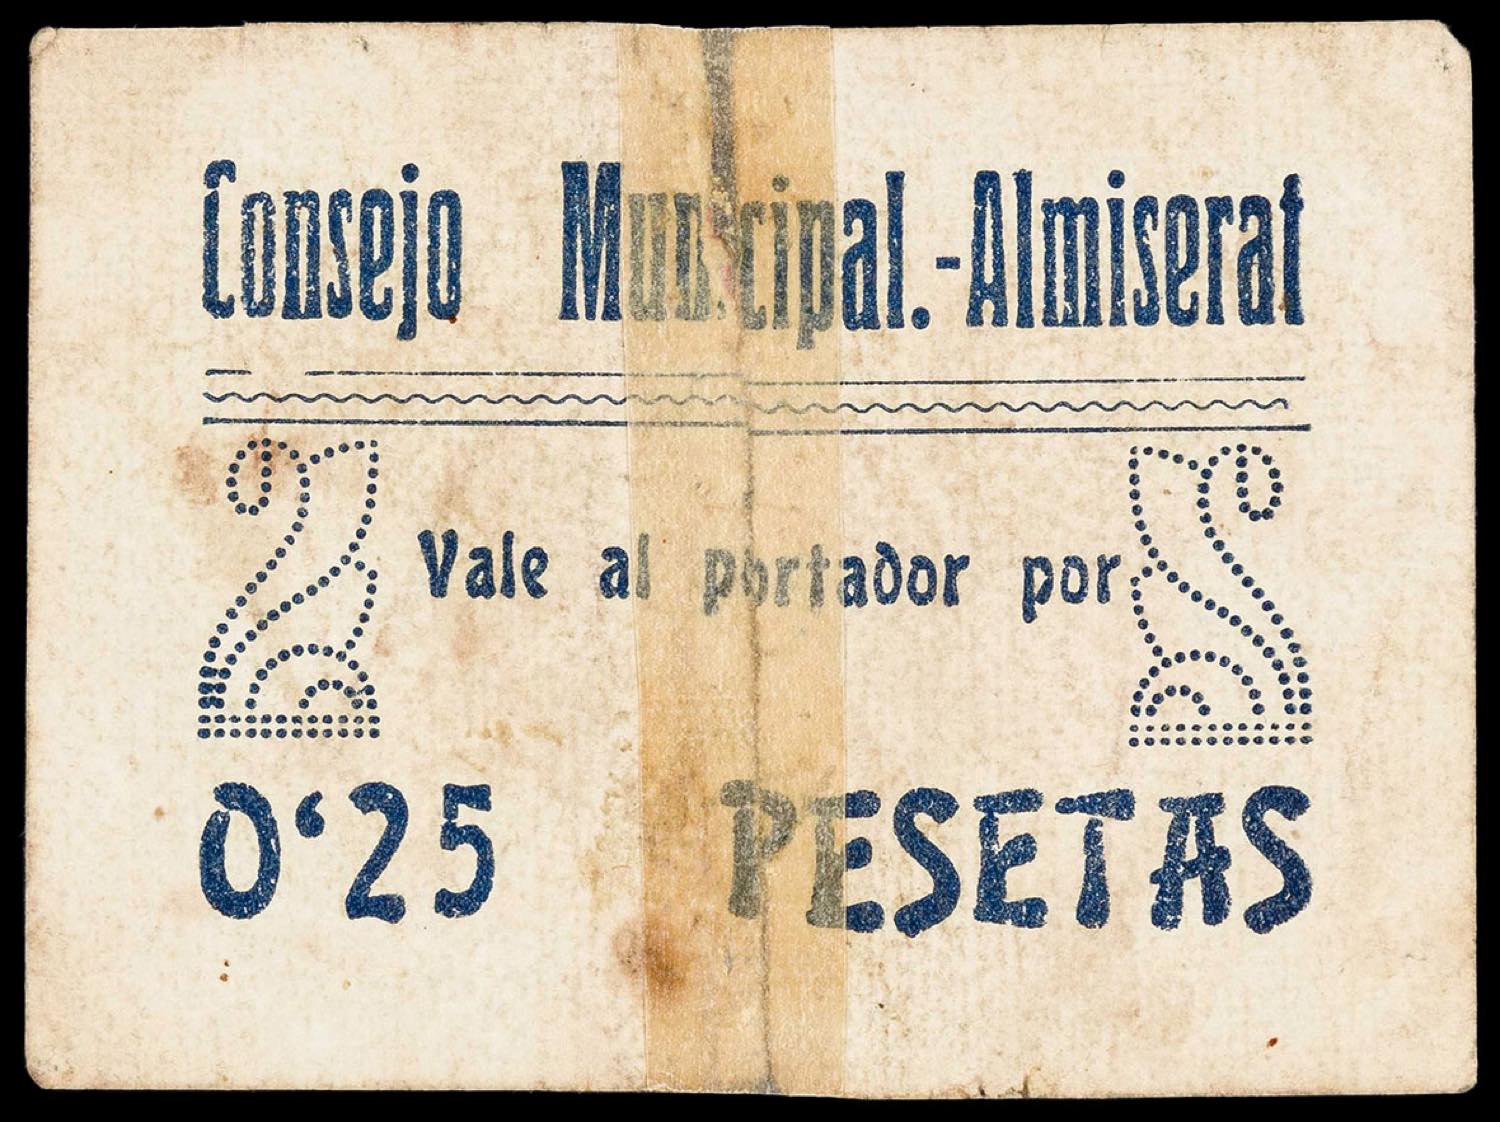 Consejo Municipal.-Almiserat
Vale al portador por
0‘25 PESETAS